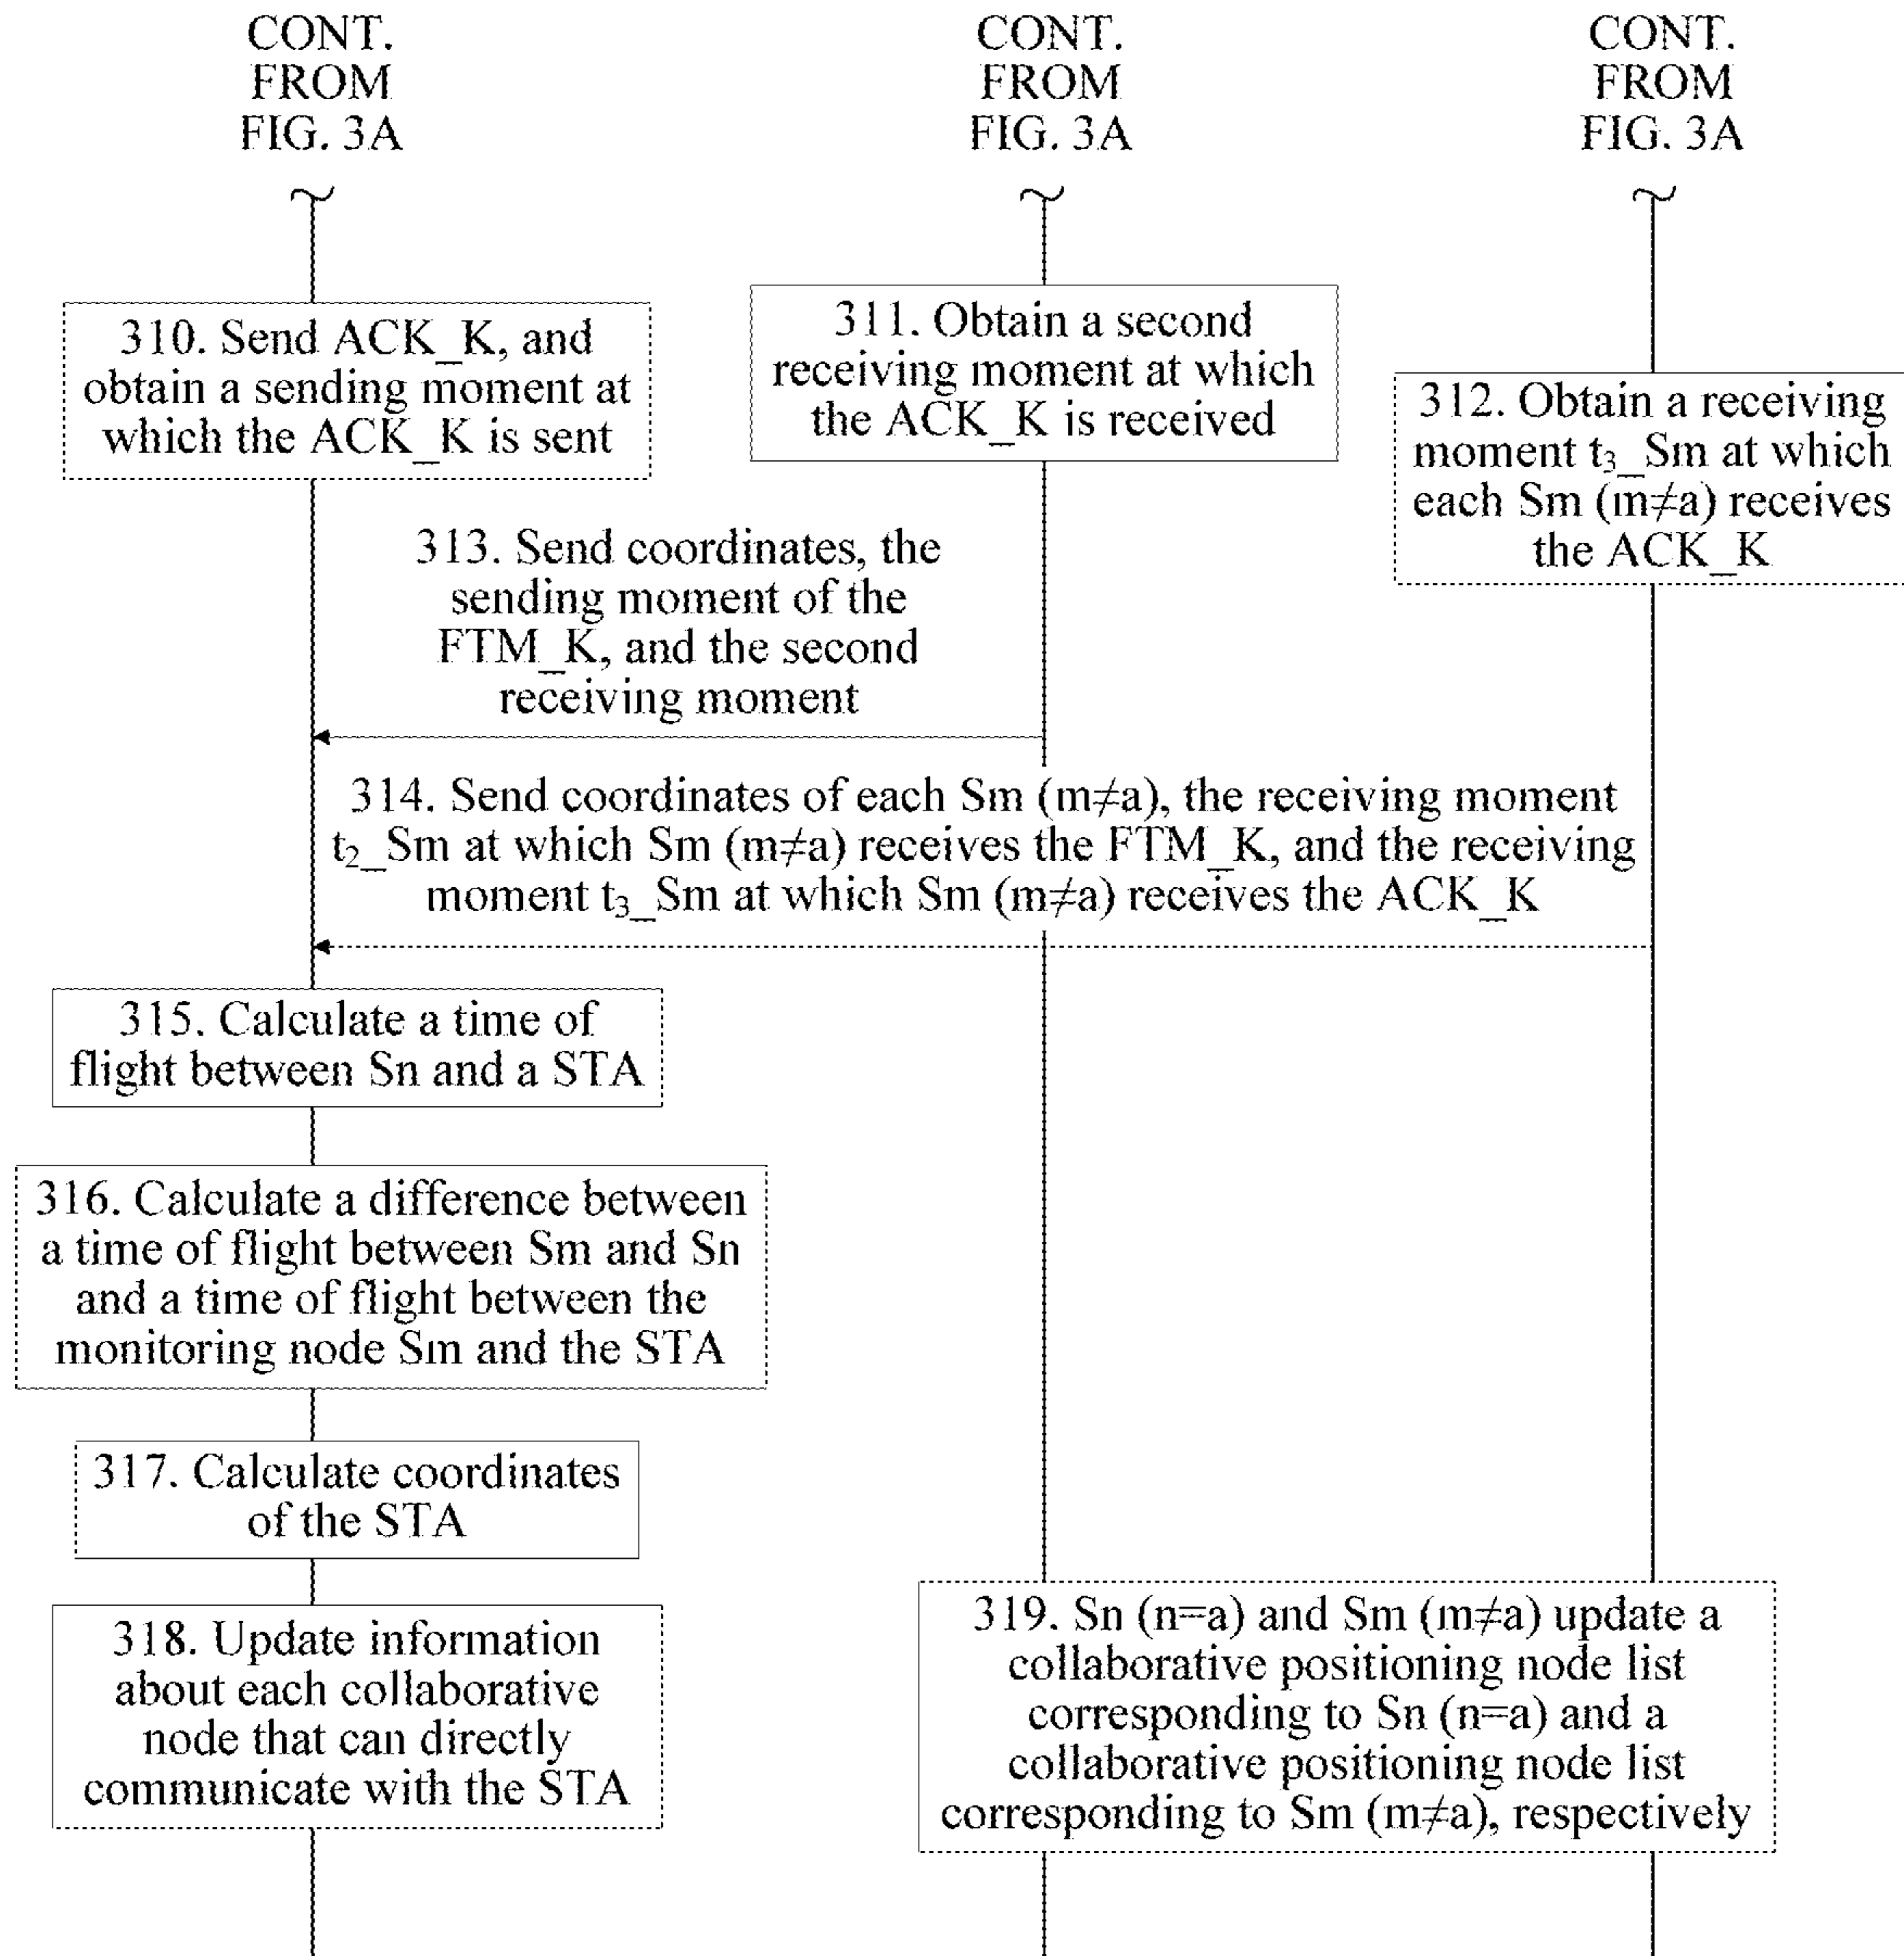 CONT.
FROM
FIG. 3A
CONT.
FROM
FIG. 3A
CONT.
FROM
FIG. 3A
310. Send ACK_K, and
obtain a sending moment at
which the ACK_K is sent
311. Obtain a second
receiving moment at which
the ACK_K is received
312. Obtain a receiving
moment t₃_Sm at which
each Sm (m≠a) receives
the ACK_K
313. Send coordinates, the
sending moment of the
FTM_K, and the second
receiving moment
314. Send coordinates of each Sm (m≠a), the receiving moment
t₂_Sm at which Sm (m≠a) receives the FTM_K, and the receiving
moment t₃_Sm at which Sm (m≠a) receives the ACK_K
315. Calculate a time of
flight between Sn and a STA
316. Calculate a difference between
a time of flight between Sm and Sn
and a time of flight between the
monitoring node Sm and the STA
317. Calculate coordinates
of the STA
318. Update information
about each collaborative
node that can directly
communicate with the STA
319. Sn (n=a) and Sm (m≠a) update a
collaborative positioning node list
corresponding to Sn (n=a) and a
collaborative positioning node list
corresponding to Sm (m≠a), respectively